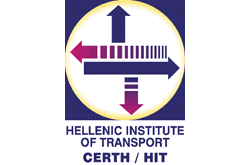 HELLENIC INSTITUTE
OF TRANSPORT
CERTH / HIT